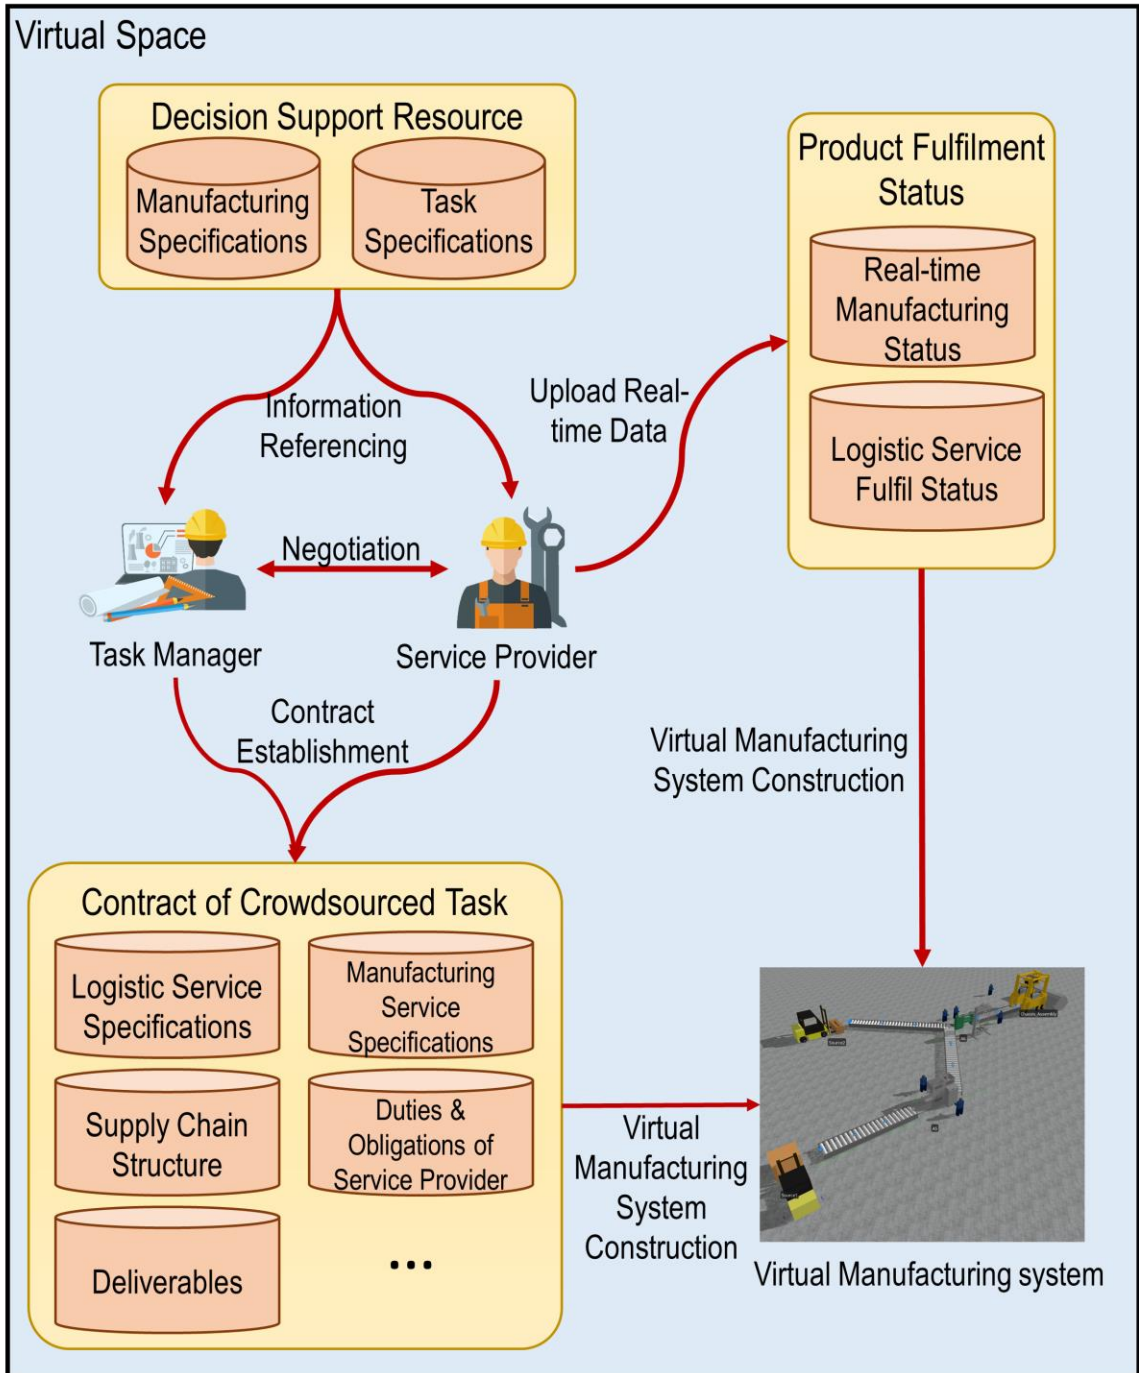 Virtual Space
Decision Support Resource
Manufacturing
Specifications
Task
Specifications
Product Fulfilment
Status
Real-time
Manufacturing
Status
Logistic Service
Fulfil Status
Information
Referencing
Upload Real-
time Data
Negotiation
Task Manager
Service Provider
Contract
Establishment
Virtual Manufacturing
System Construction
Contract of Crowdsourced Task
Logistic Service
Specifications
Manufacturing
Service
Specifications
Supply Chain
Structure
Duties &
Obligations of
Service Provider
Deliverables
...
Virtual
Manufacturing
System
Construction
Chassis_Assembly
Virtual Manufacturing system